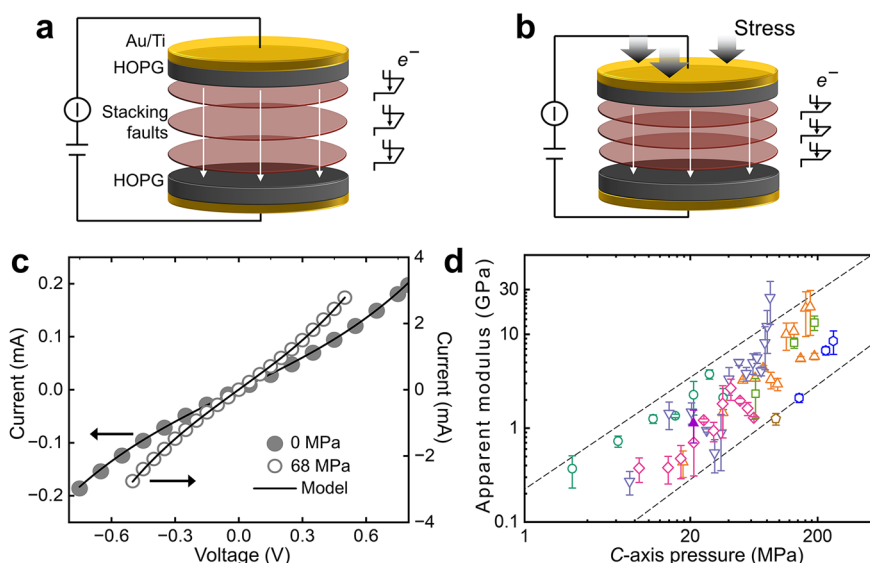 a
Au/Ti
HOPG
Stacking
faults
HOPG
e⁻
I
b
Stress
e⁻
I
c
0.2
0.1
0.0
−0.1
−0.2
Current (mA)
4
2
0
−2
−4
Current (mA)
0 MPa
68 MPa
Model
−0.6 −0.3 0.0 0.3 0.6
Voltage (V)
d
30
10
1
0.1
Apparent modulus (GPa)
1 20 200
C-axis pressure (MPa)